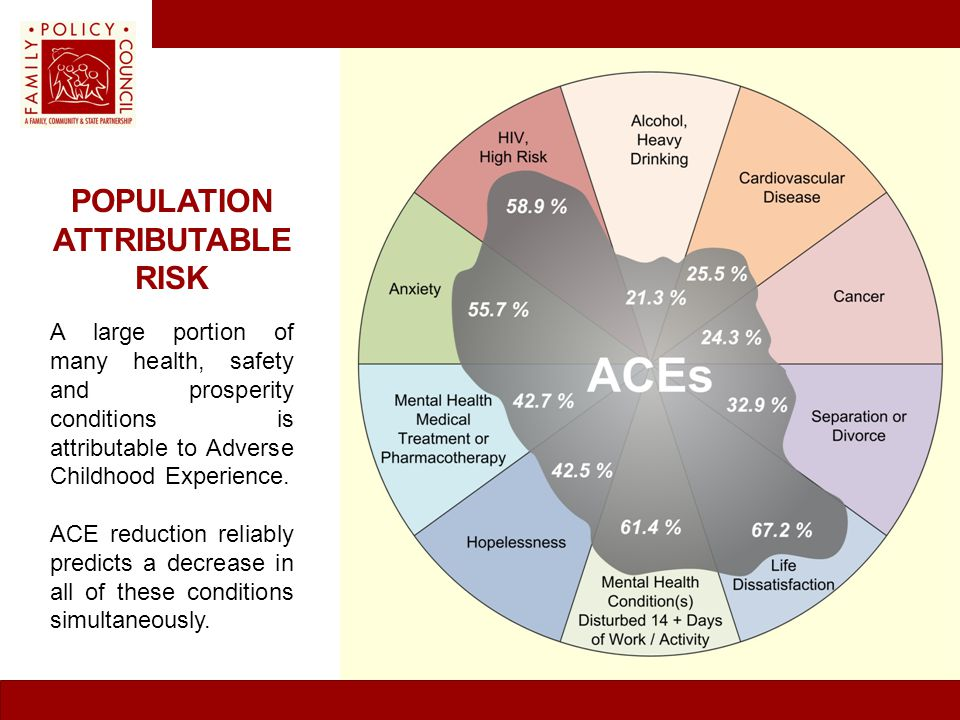 FAMILY • POLICY • COUNCIL
A FAMILY, COMMUNITY & STATE PARTNERSHIP
POPULATION
ATTRIBUTABLE
RISK
A large portion of
many health, safety
and prosperity
conditions is
attributable to Adverse
Childhood Experience.
ACE reduction reliably
predicts a decrease in
all of these conditions
simultaneously.
Alcohol,
Heavy
Drinking
21.3 %
Cardiovascular
Disease
25.5 %
Cancer
24.3 %
Separation or
Divorce
32.9 %
Life
Dissatisfaction
67.2 %
Mental Health
Condition(s)
Disturbed 14 + Days
of Work / Activity
61.4 %
Hopelessness
42.5 %
Mental Health
Medical
Treatment or
Pharmacotherapy
42.7 %
Anxiety
55.7 %
HIV,
High Risk
58.9 %
ACEs